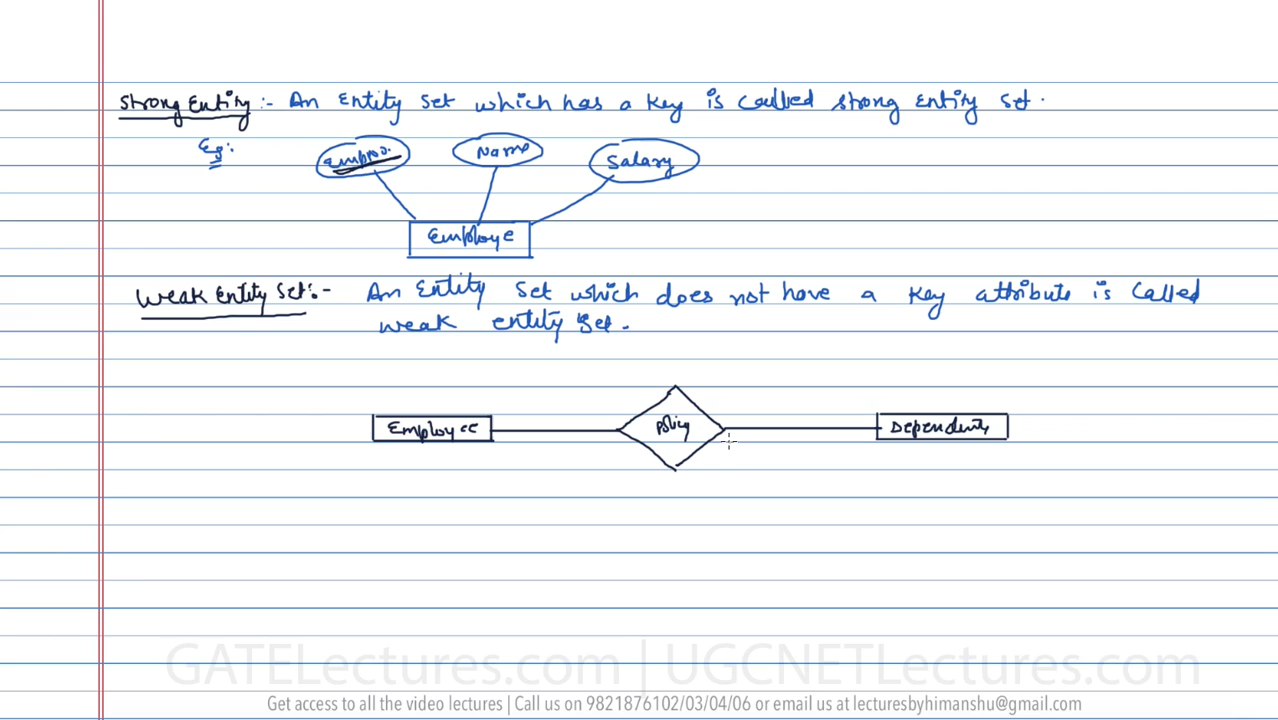 Strong Entity :- An Entity Set which has a key is called strong entity set.
Eg:
empno. Name Salary
Employe
Weak Entity Set:- An Entity Set which does not have a key attribute is called
weak entity set.
Employee Policy Dependents
GATELectures.com | UGCNETLectures.com
Get access to all the video lectures | Call us on 9821876102/03/04/06 or email us at lecturesbyhimanshu@gmail.com